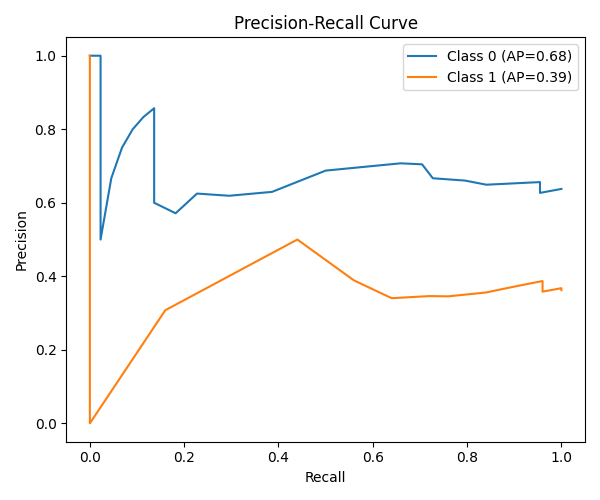 Precision-Recall Curve
Class 0 (AP=0.68)
Class 1 (AP=0.39)
Precision
1.0
0.8
0.6
0.4
0.2
0.0
0.0 0.2 0.4 0.6 0.8 1.0
Recall